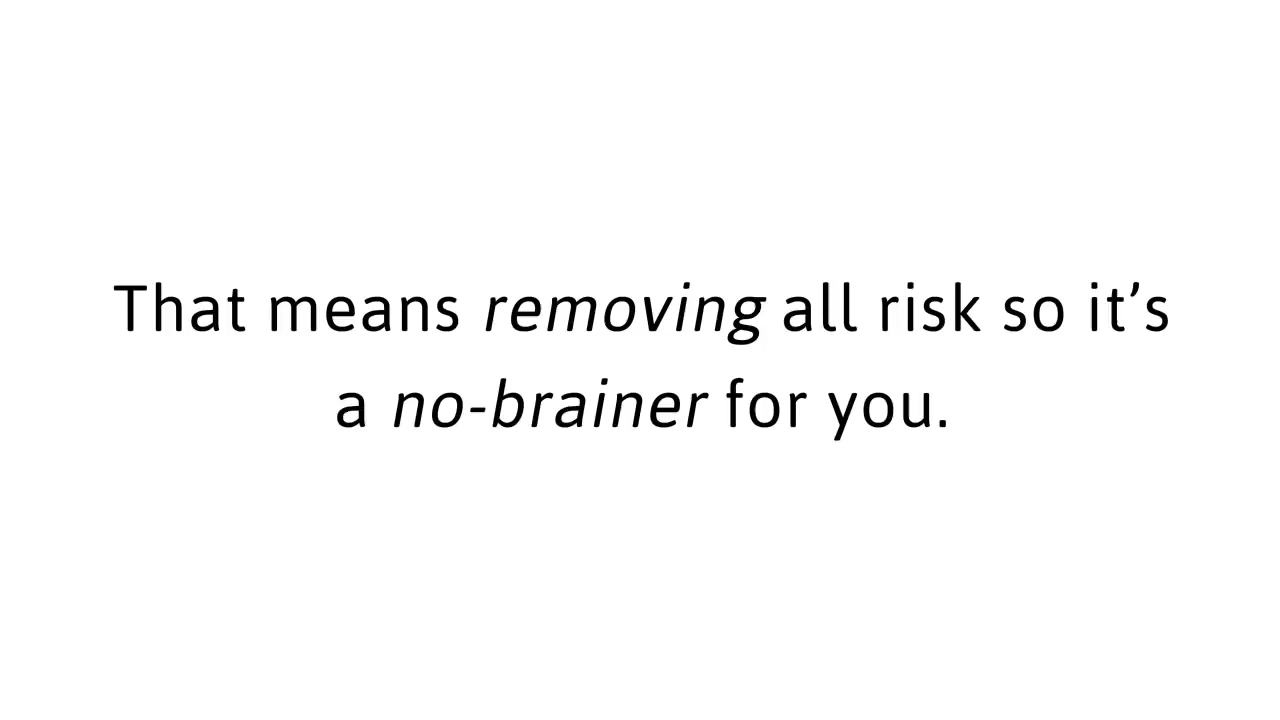 That means removing all risk so it’s
a no-brainer for you.